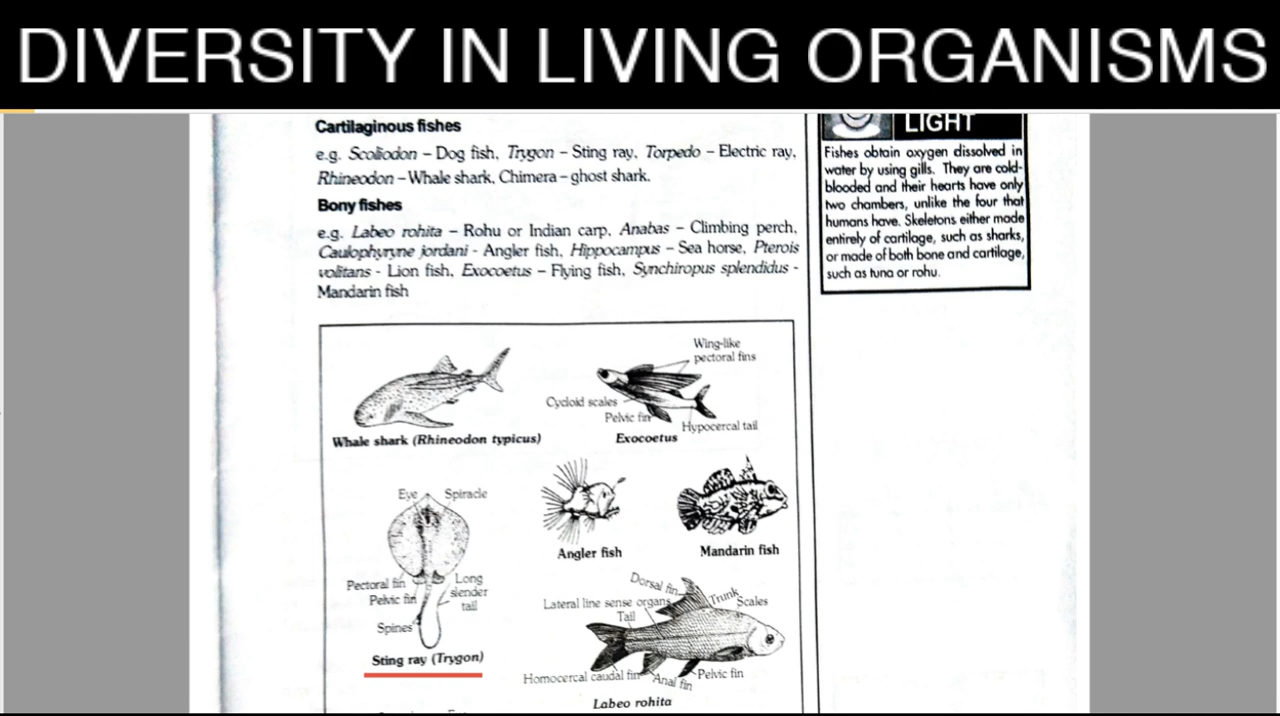 DIVERSITY IN LIVING ORGANISMS
Cartilaginous fishes
e.g. Scoliodon – Dog fish, Trygon – Sting ray, Torpedo – Electric ray,
Rhineodon – Whale shark, Chimera – ghost shark.
Bony fishes
e.g. Labeo rohita – Rohu or Indian carp, Anabas – Climbing perch,
Caulophyryne jordani - Angler fish, Hippocampus – Sea horse, Pterois
volitans - Lion fish, Exocoetus – Flying fish, Synchiropus splendidus -
Mandarin fish
LIGHT
Fishes obtain oxygen dissolved in
water by using gills. They are cold-
blooded and their hearts have only
two chambers, unlike the four that
humans have. Skeletons either made
entirely of cartilage, such as sharks,
or made of both bone and cartilage,
such as tuna or rohu.
Whale shark (Rhineodon typicus)
Wing-like
pectoral fins
Cycloid scales
Pelvic fin
Hypocercal tail
Exocoetus
Eye
Spiracle
Pectoral fin
Pelvic fin
Long
slender
tail
Spines
Sting ray (Trygon)
Angler fish
Mandarin fish
Dorsal fin
Trunk
Scales
Lateral line sense organs
Tail
Homocercal caudal fin
Anal fin
Pelvic fin
Labeo rohita